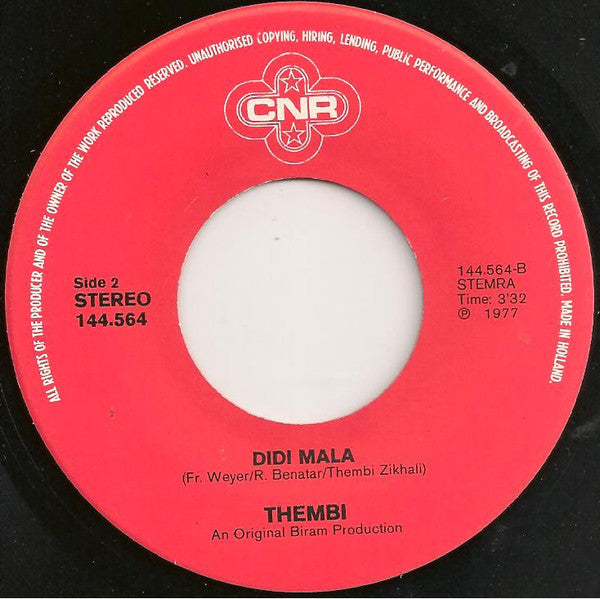 ALL RIGHTS OF THE PRODUCER AND OF THE OWNER OF THE WORK REPRODUCED RESERVED. UNAUTHORISED COPYING, HIRING, LENDING, PUBLIC PERFORMANCE AND BROADCASTING OF THIS RECORD PROHIBITED. MADE IN HOLLAND.
CNR
Side 2
STEREO
144.564
144.564-B
STEMRA
Time: 3'32
℗ 1977
DIDI MALA
(Fr. Weyer/R. Benatar/Thembi Zikhali)
THEMBI
An Original Biram Production